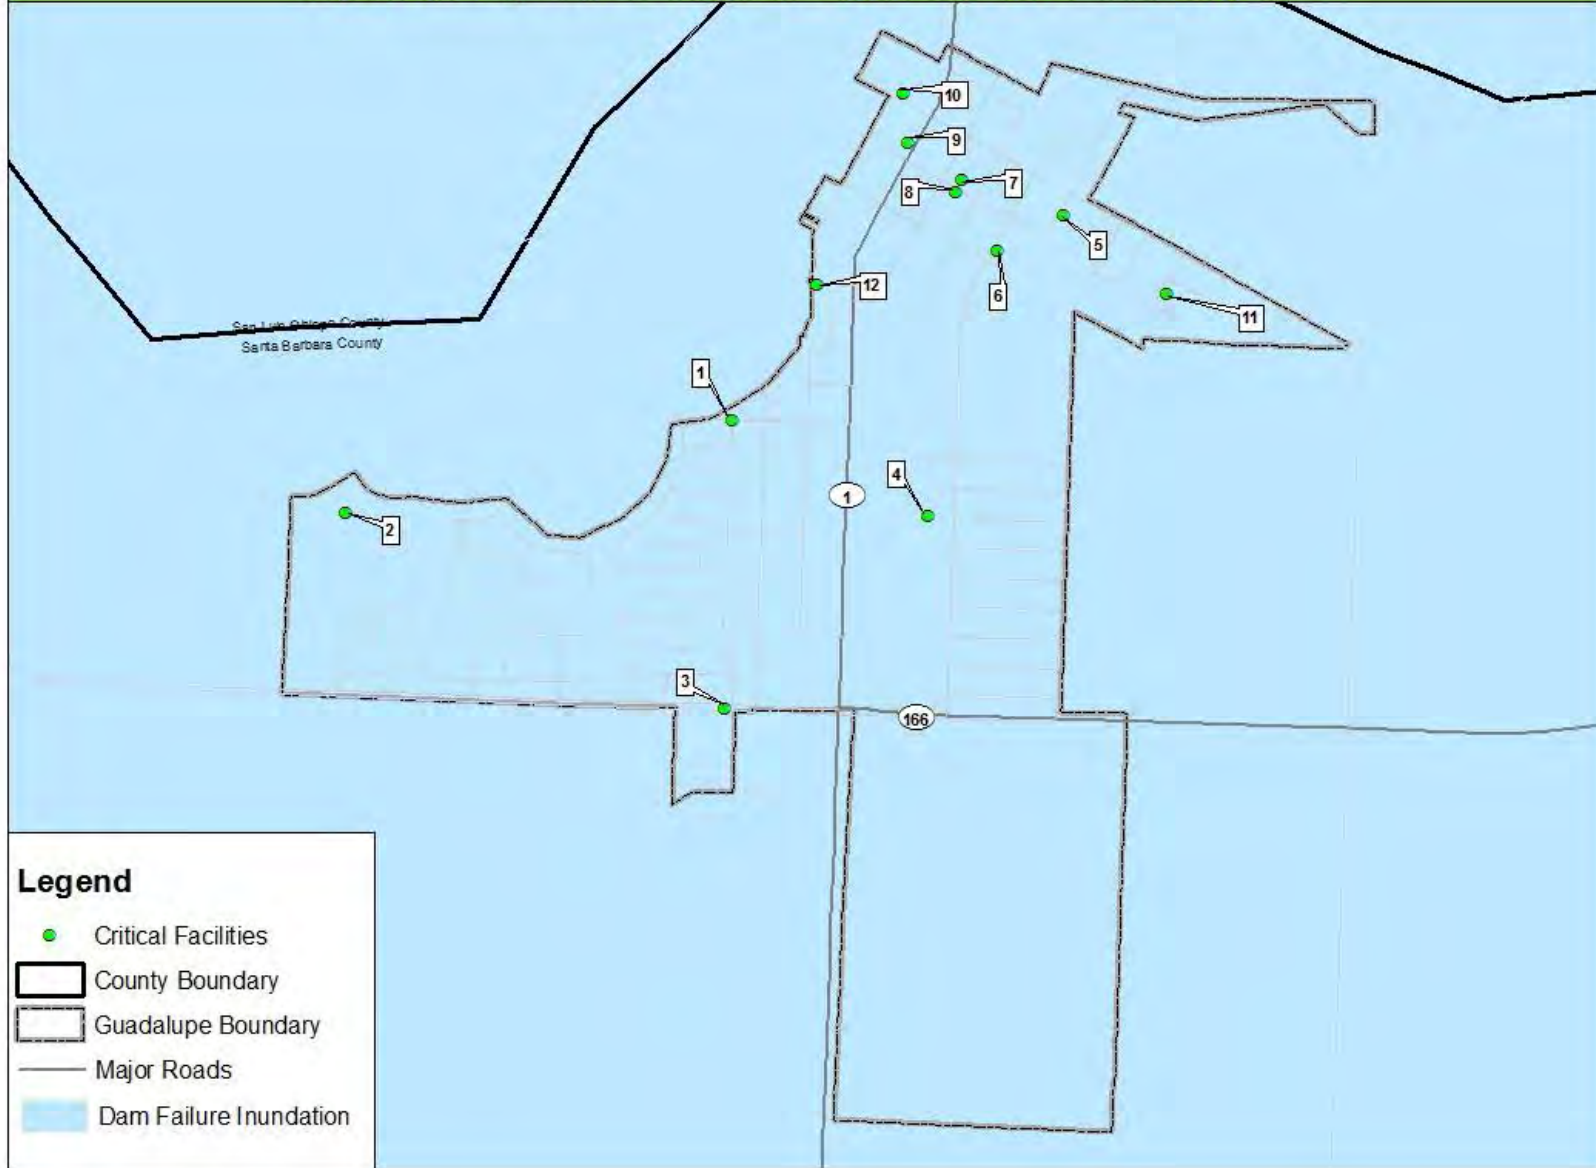 10
9
7
8
5
6
12
11
San Luis Obispo County
Santa Barbara County
1
4
1
2
3
166
Legend
Critical Facilities
County Boundary
Guadalupe Boundary
Major Roads
Dam Failure Inundation